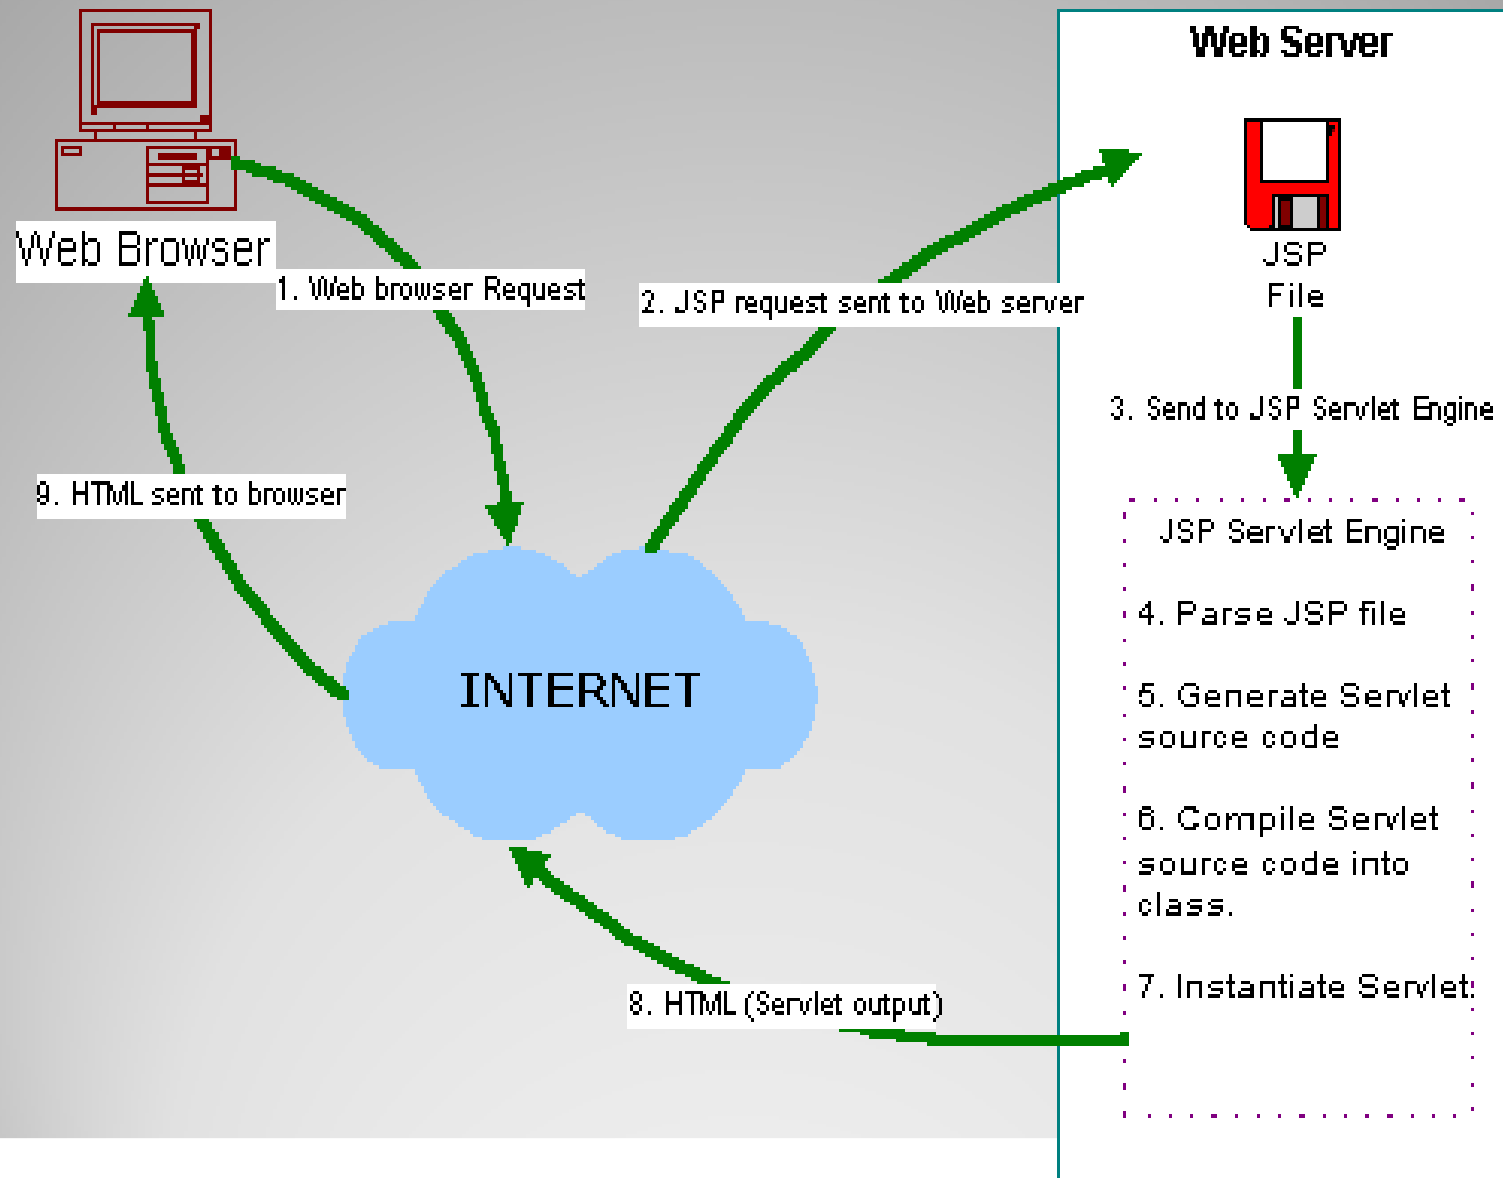 Web Server
Web Browser
JSP
File
1. Web browser Request
2. JSP request sent to Web server
3. Send to JSP Servlet Engine
9. HTML sent to browser
JSP Servlet Engine
4. Parse JSP file
INTERNET
5. Generate Servlet
source code
6. Compile Servlet
source code into
class.
7. Instantiate Servlet
8. HTML (Servlet output)